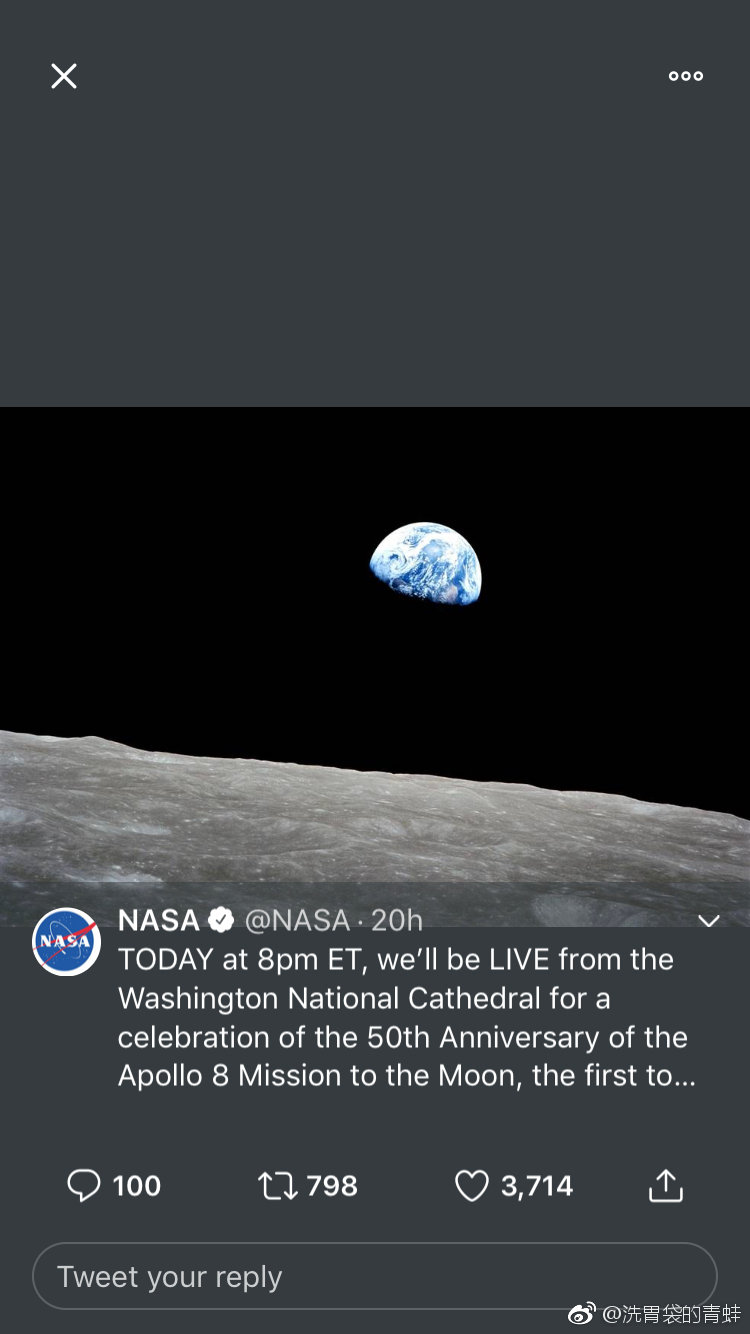 NASA @NASA · 20h
NASA
TODAY at 8pm ET, we’ll be LIVE from the
Washington National Cathedral for a
celebration of the 50th Anniversary of the
Apollo 8 Mission to the Moon, the first to...
100 798 3,714
Tweet your reply
@洗胃袋的青蛙